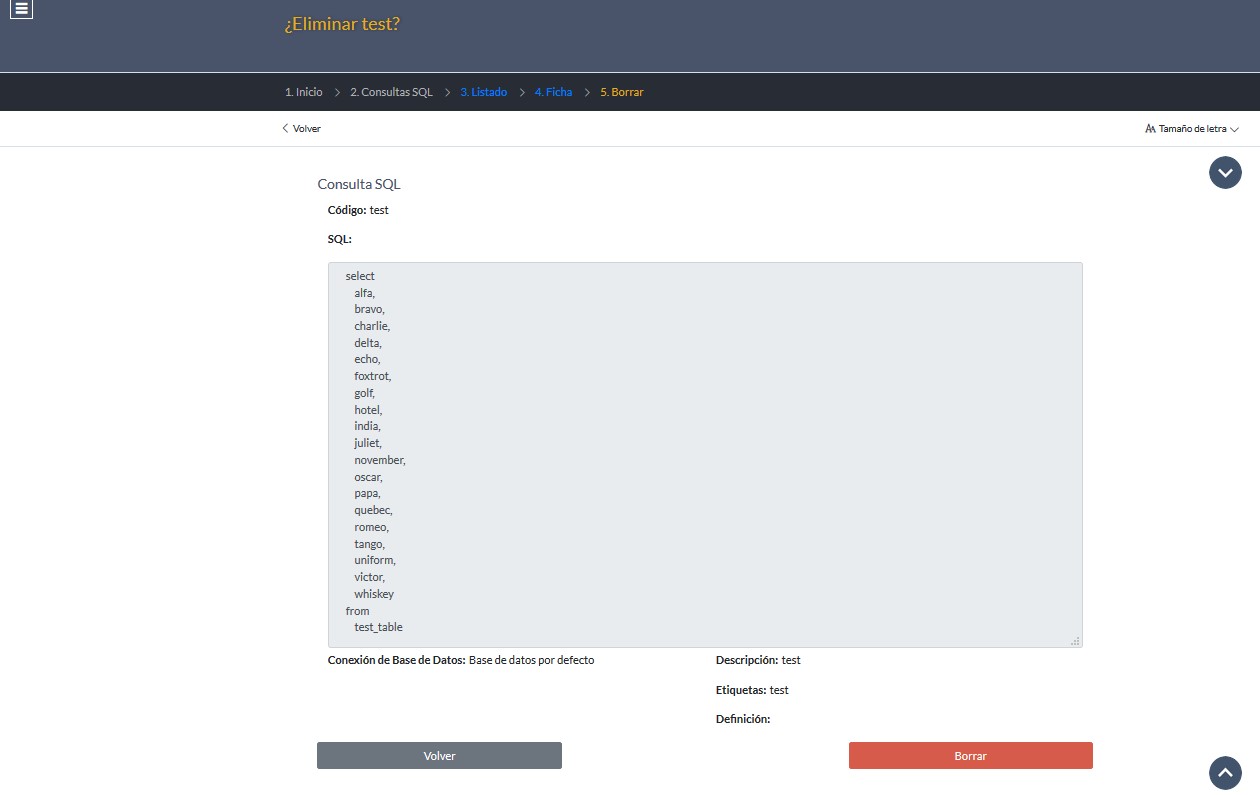 ¿Eliminar test?
1. Inicio > 2. Consultas SQL > 3. Listado > 4. Ficha > 5. Borrar
Volver
AA Tamaño de letra
Consulta SQL
Código: test
SQL:
select
alfa,
bravo,
charlie,
delta,
echo,
foxtrot,
golf,
hotel,
india,
juliet,
november,
oscar,
papa,
quebec,
romeo,
tango,
uniform,
victor,
whiskey
from
test_table
Conexión de Base de Datos: Base de datos por defecto
Descripción: test
Etiquetas: test
Definición:
Volver
Borrar